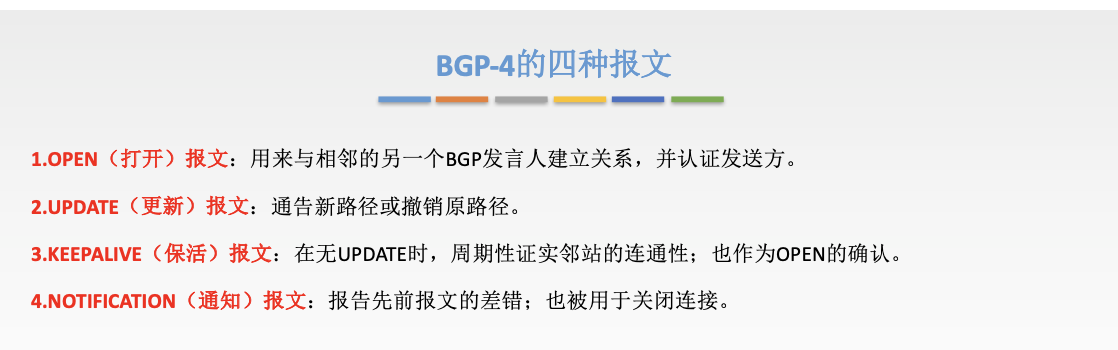 BGP-4的四种报文
1.OPEN（打开）报文：用来与相邻的另一个BGP发言人建立关系，并认证发送方。
2.UPDATE（更新）报文：通告新路径或撤销原路径。
3.KEEPALIVE（保活）报文：在无UPDATE时，周期性证实邻站的连通性；也作为OPEN的确认。
4.NOTIFICATION（通知）报文：报告先前报文的差错；也被用于关闭连接。